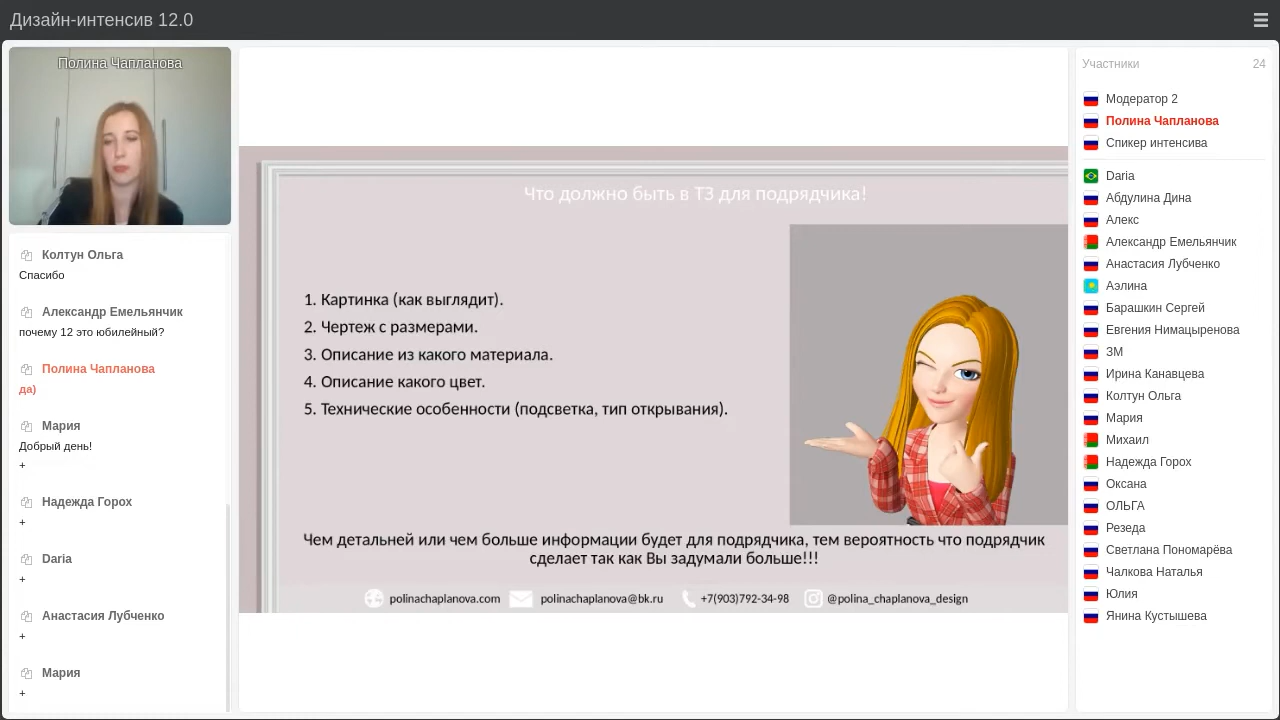 Дизайн-интенсив 12.0
Полина Чапланова
Колтун Ольга
Спасибо
Александр Емельянчик
почему 12 это юбилейный?
Полина Чапланова
да)
Мария
Добрый день!
+
Надежда Горох
+
Daria
+
Анастасия Лубченко
+
Мария
+
Что должно быть в ТЗ для подрядчика!
1. Картинка (как выглядит).
2. Чертеж с размерами.
3. Описание из какого материала.
4. Описание какого цвет.
5. Технические особенности (подсветка, тип открывания).
Чем детальней или чем больше информации будет для подрядчика, тем вероятность что подрядчик
сделает так как Вы задумали больше!!!
polinachaplanova.com polinachaplanova@bk.ru +7(903)792-34-98 @polina_chaplanova_design
Участники 24
Модератор 2
Полина Чапланова
Спикер интенсива
Daria
Абдулина Дина
Алекс
Александр Емельянчик
Анастасия Лубченко
Аэлина
Барашкин Сергей
Евгения Нимацыренова
ЗМ
Ирина Канавцева
Колтун Ольга
Мария
Михаил
Надежда Горох
Оксана
ОЛЬГА
Резеда
Светлана Пономарёва
Чалкова Наталья
Юлия
Янина Кустышева